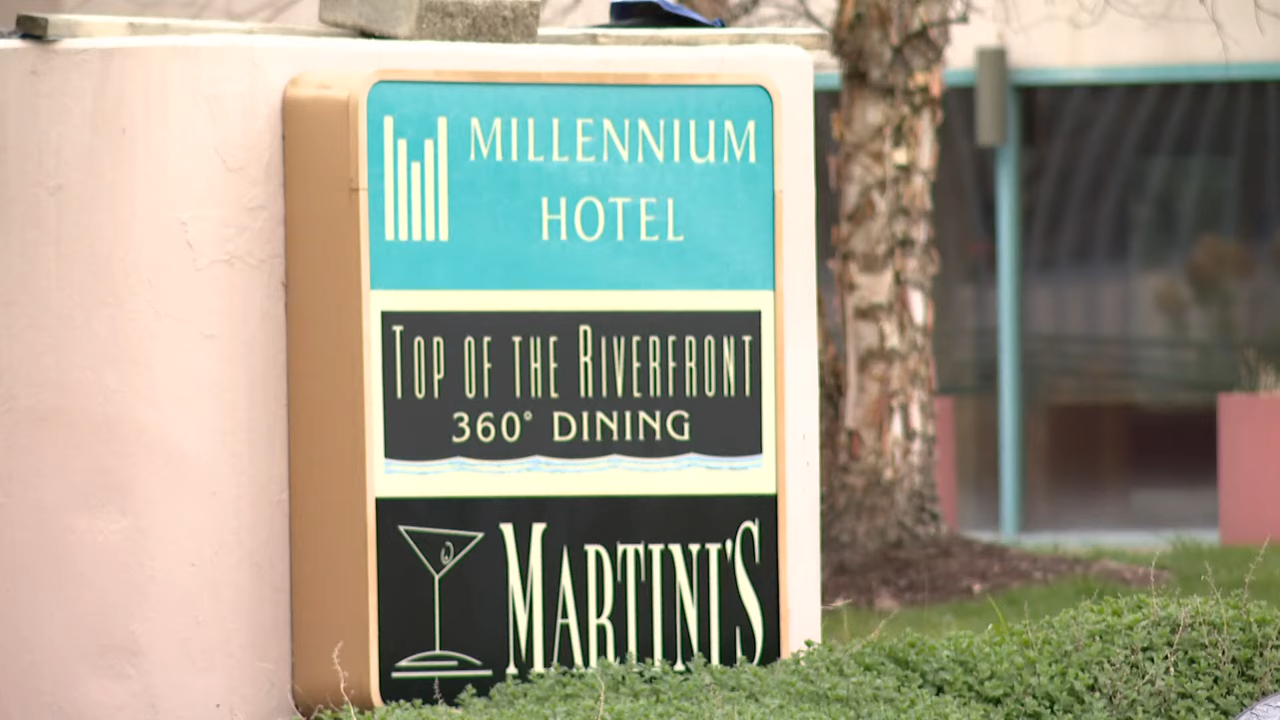 MILLENNIUM
HOTEL
TOP OF THE RIVERFRONT
360° DINING
MARTINI'S